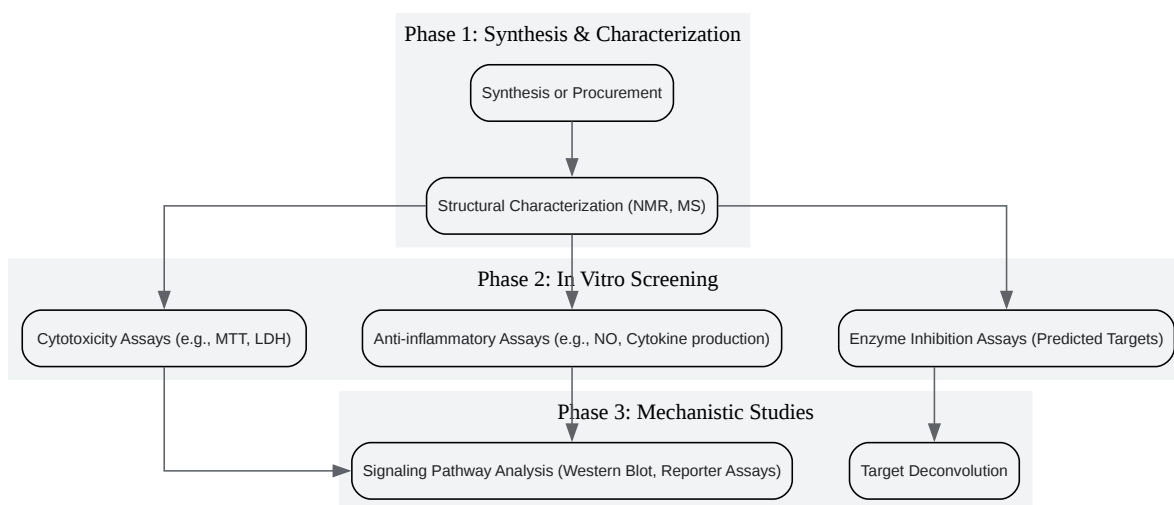 Phase 1: Synthesis & Characterization
Synthesis or Procurement
Structural Characterization (NMR, MS)
Phase 2: In Vitro Screening
Cytotoxicity Assays (e.g., MTT, LDH)
Anti-inflammatory Assays (e.g., NO, Cytokine production)
Enzyme Inhibition Assays (Predicted Targets)
Phase 3: Mechanistic Studies
Signaling Pathway Analysis (Western Blot, Reporter Assays)
Target Deconvolution